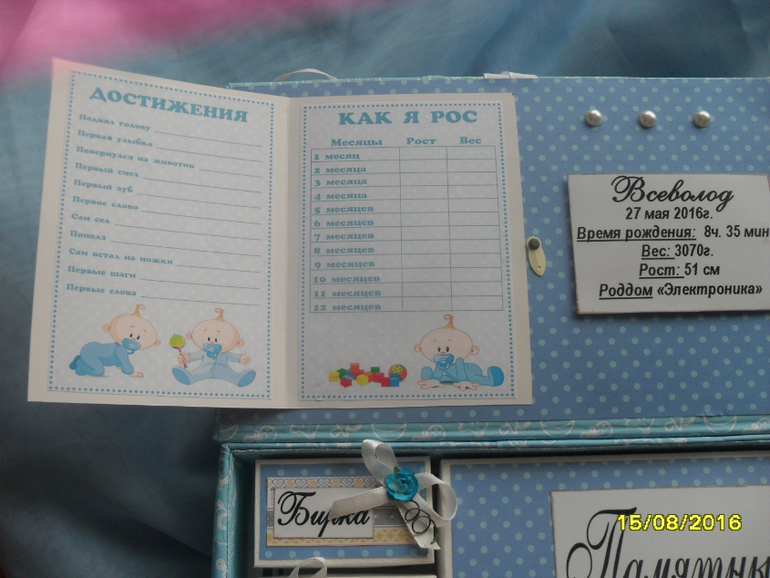 ДОСТИЖЕНИЯ
Поднял голову
Первая улыбка
Повернулся на животик
Первый смех
Первый зуб
Первое слово
Сам сел
Пополз
Сам встал на ножки
Первые шаги
Первые слова
КАК Я РОС
Месяцы Рост Вес
1 месяц
2 месяца
3 месяца
4 месяца
5 месяцев
6 месяцев
7 месяцев
8 месяцев
9 месяцев
10 месяцев
11 месяцев
12 месяцев
Всеволод
27 мая 2016г.
Время рождения: 8ч. 35 мин
Вес: 3070г.
Рост: 51 см
Роддом «Электроника»
Бирка
Памятны
15/08/2016